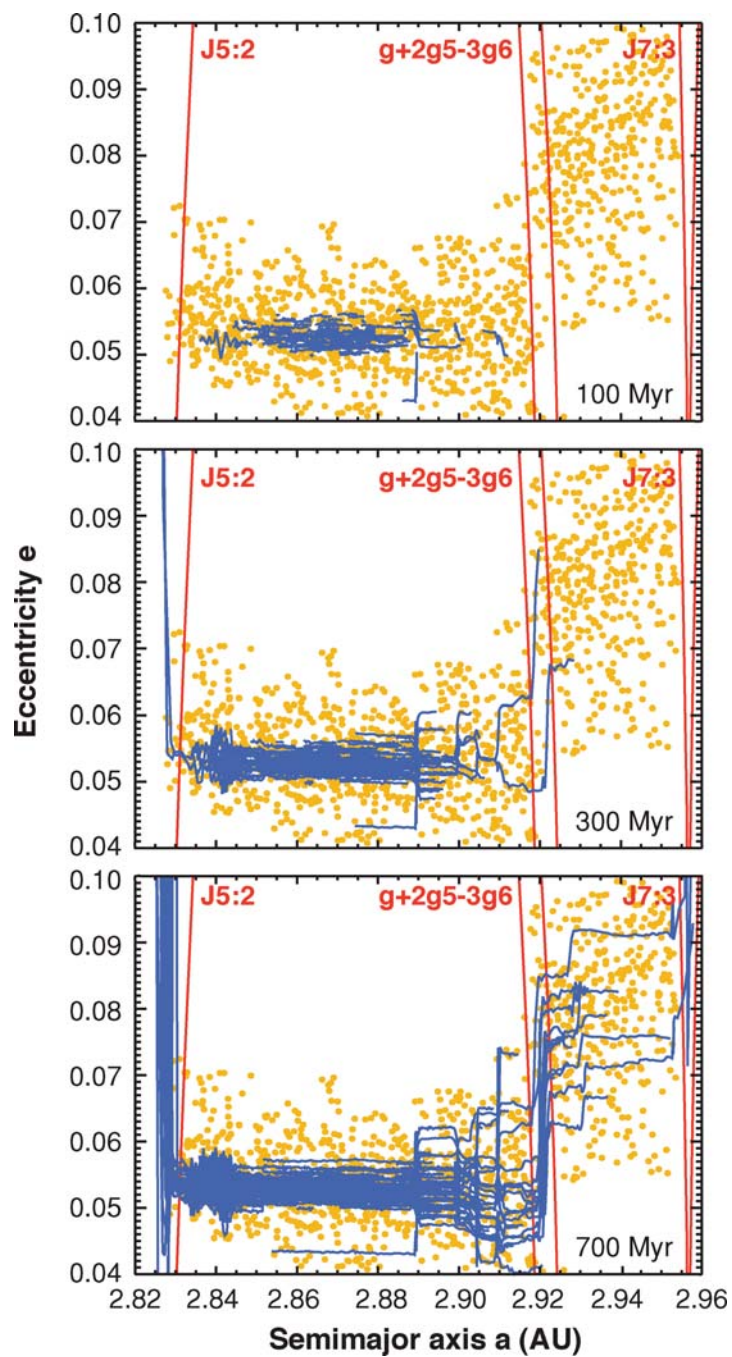 0.10
J5:2 g+2g5-3g6 J7:3
0.09
0.08
0.07
0.06
0.05
100 Myr
0.04
0.10
J5:2 g+2g5-3g6 J7:3
0.09
0.08
0.07
Eccentricity e
0.06
0.05
300 Myr
0.04
0.10
J5:2 g+2g5-3g6 J7:3
0.09
0.08
0.07
0.06
0.05
700 Myr
0.04
2.82 2.84 2.86 2.88 2.90 2.92 2.94 2.96
Semimajor axis a (AU)